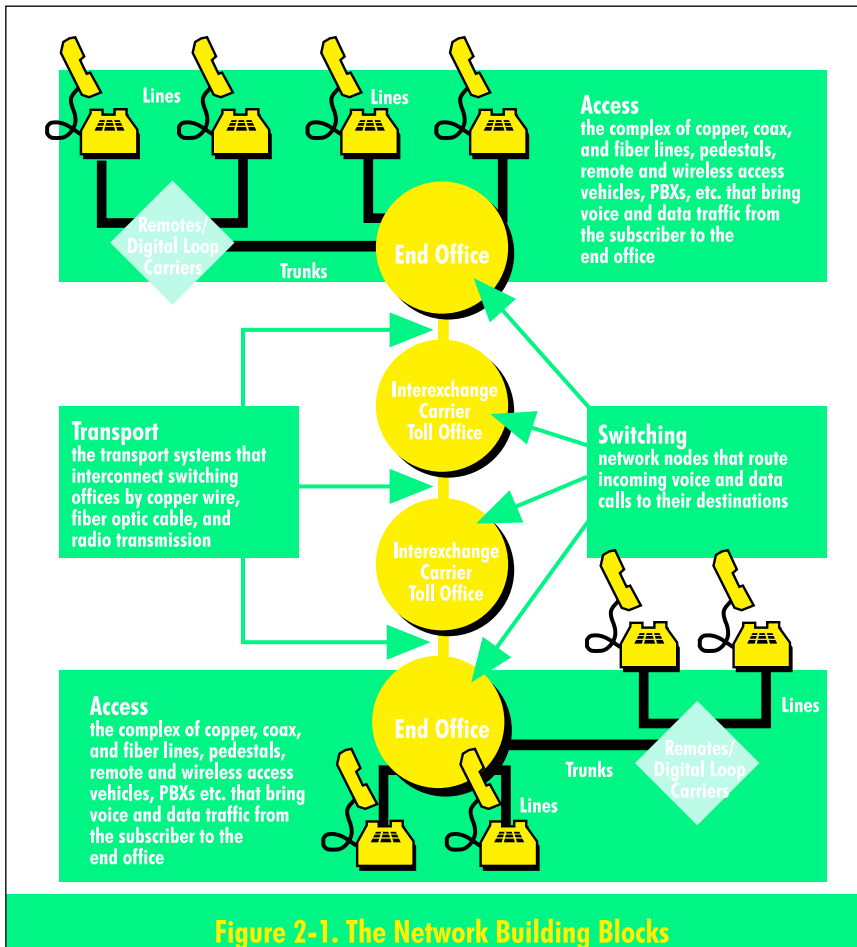 Lines
Lines
Access
the complex of copper, coax,
and fiber lines, pedestals,
remote and wireless access
vehicles, PBXs, etc. that bring
voice and data traffic from
the subscriber to the
end office
Remotes/
Digital Loop
Carriers
Trunks
End Office
Interexchange
Carrier
Toll Office
Transport
the transport systems that
interconnect switching
offices by copper wire,
fiber optic cable, and
radio transmission
Switching
network nodes that route
incoming voice and data
calls to their destinations
Interexchange
Carrier
Toll Office
Access
the complex of copper, coax,
and fiber lines, pedestals,
remote and wireless access
vehicles, PBXs etc. that bring
voice and data traffic from
the subscriber to the
end office
End Office
Lines
Trunks
Remotes/
Digital Loop
Carriers
Lines
Figure 2-1. The Network Building Blocks